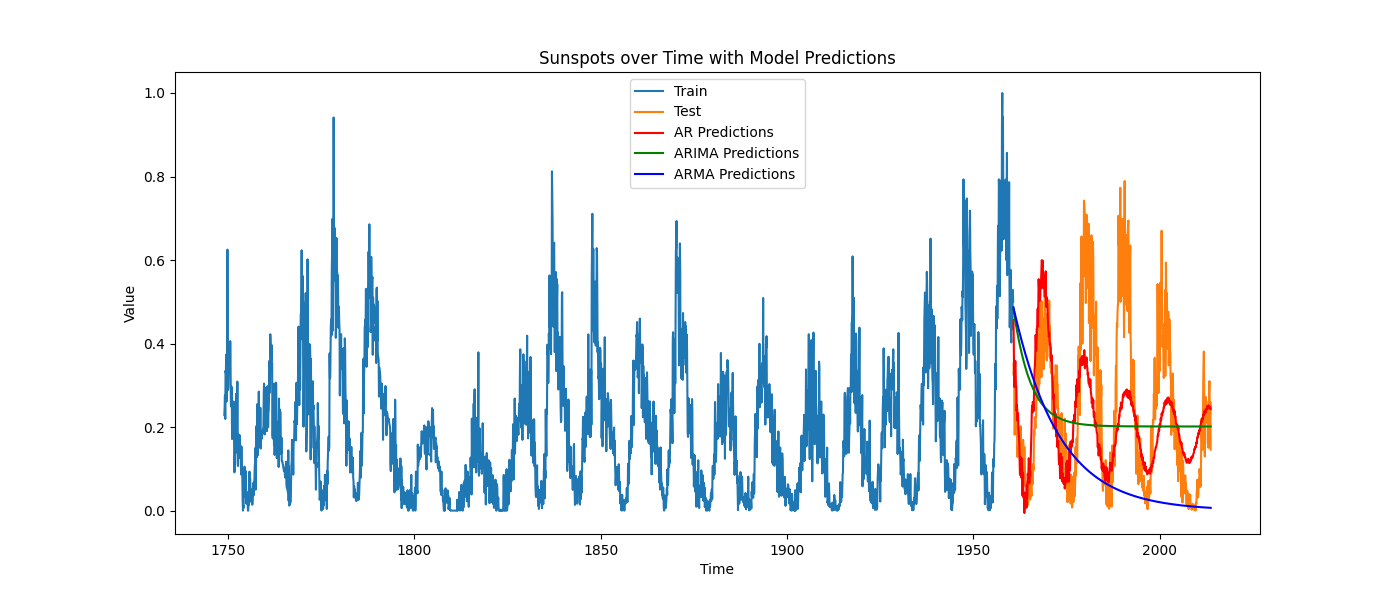 Sunspots over Time with Model Predictions
Train
Test
AR Predictions
ARIMA Predictions
ARMA Predictions
1.0
0.8
0.6
0.4
0.2
0.0
Value
1750
1800
1850
1900
1950
2000
Time